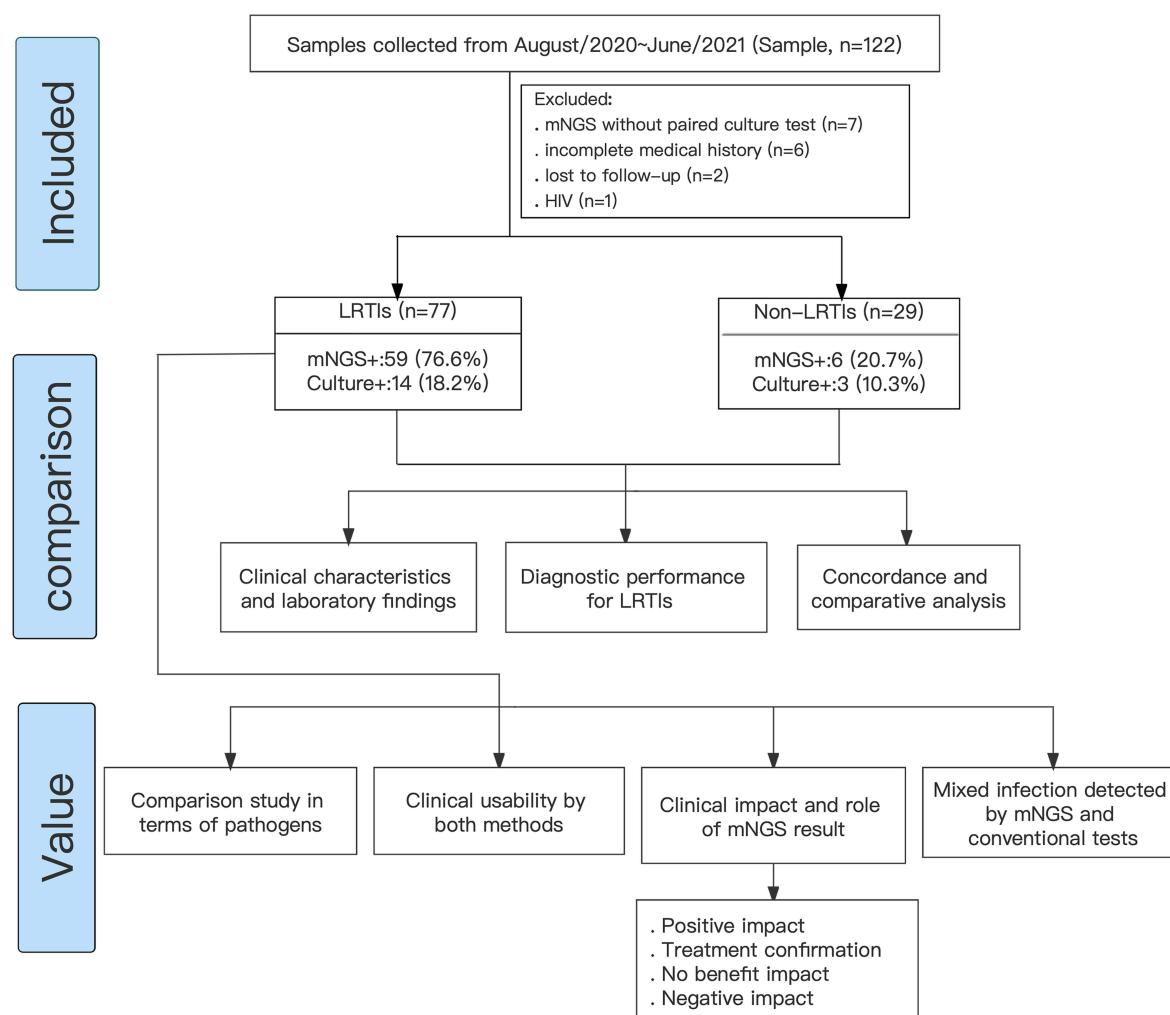 Included
Samples collected from August/2020~June/2021 (Sample, n=122)
Excluded:
. mNGS without paired culture test (n=7)
. incomplete medical history (n=6)
. lost to follow-up (n=2)
. HIV (n=1)
LRTIs (n=77)
mNGS+:59 (76.6%)
Culture+:14 (18.2%)
Non-LRTIs (n=29)
mNGS+:6 (20.7%)
Culture+:3 (10.3%)
comparison
Clinical characteristics
and laboratory findings
Diagnostic performance
for LRTIs
Concordance and
comparative analysis
Value
Comparison study in
terms of pathogens
Clinical usability by
both methods
Clinical impact and role
of mNGS result
Mixed infection detected
by mNGS and
conventional tests
. Positive impact
. Treatment confirmation
. No benefit impact
. Negative impact